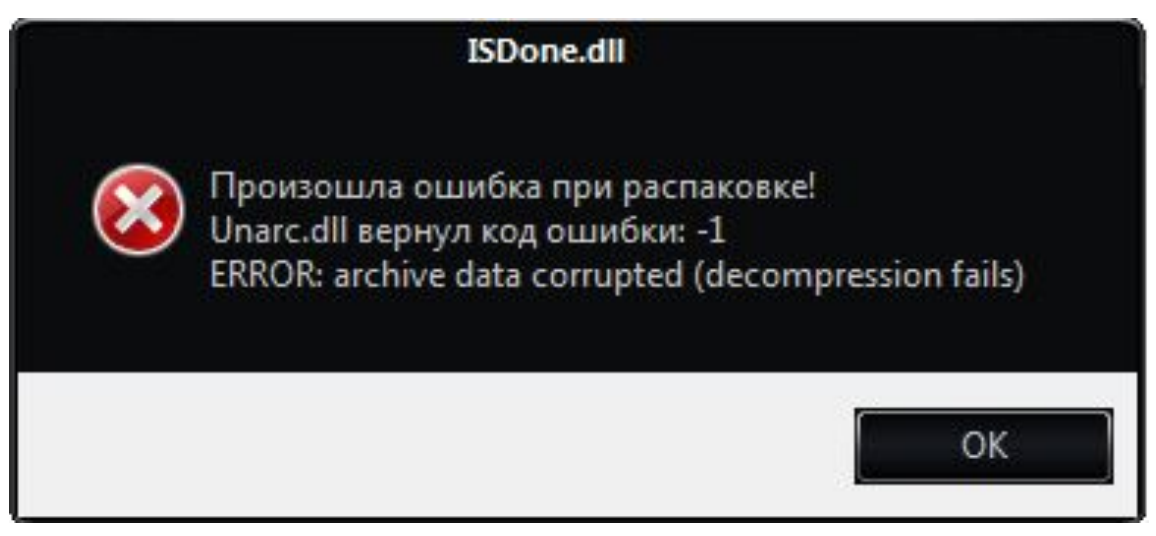 ISDone.dll
Произошла ошибка при распаковке!
Unarc.dll вернул код ошибки: -1
ERROR: archive data corrupted (decompression fails)
OK